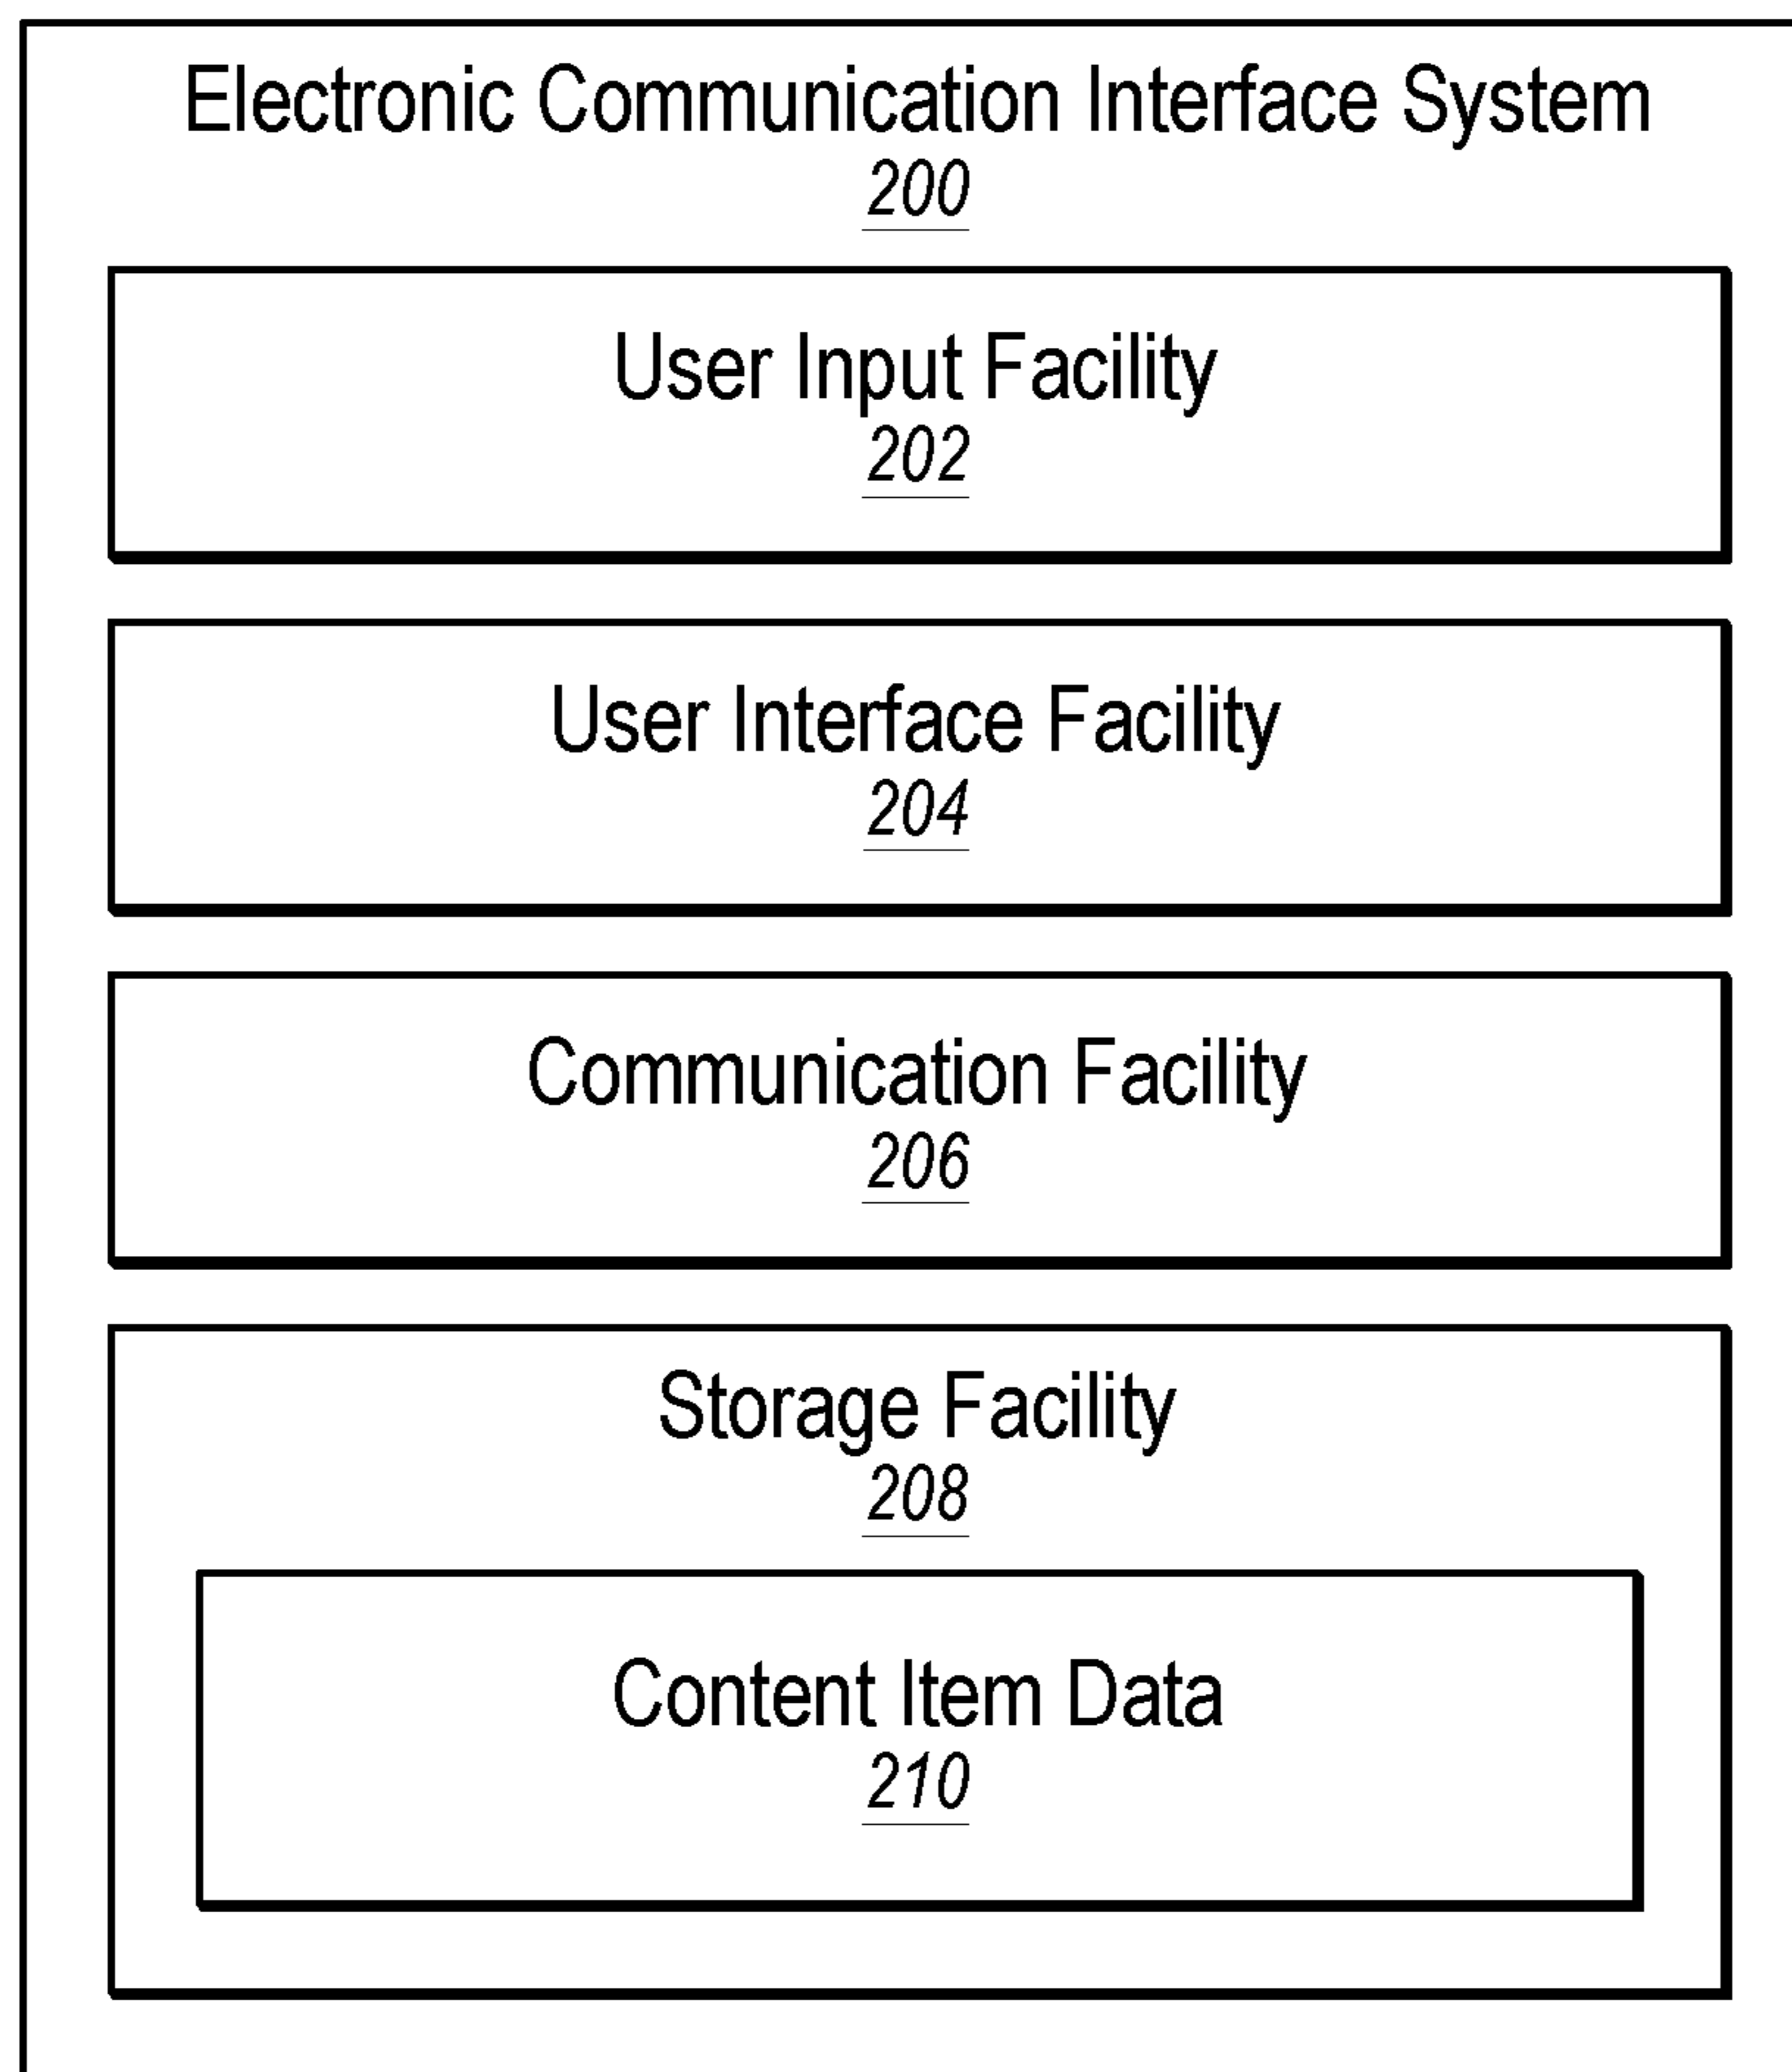 Electronic Communication Interface System
200
User Input Facility
202
User Interface Facility
204
Communication Facility
206
Storage Facility
208
Content Item Data
210